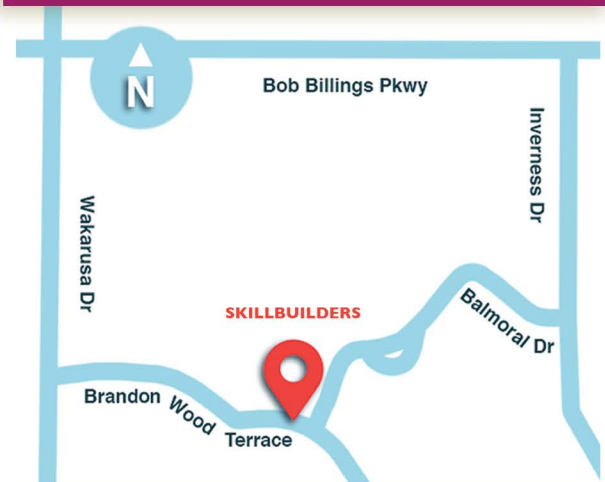 N
Bob Billings Pkwy
Inverness Dr
Wakarusa Dr
SKILLBUILDERS
Balmoral Dr
Brandon Wood Terrace